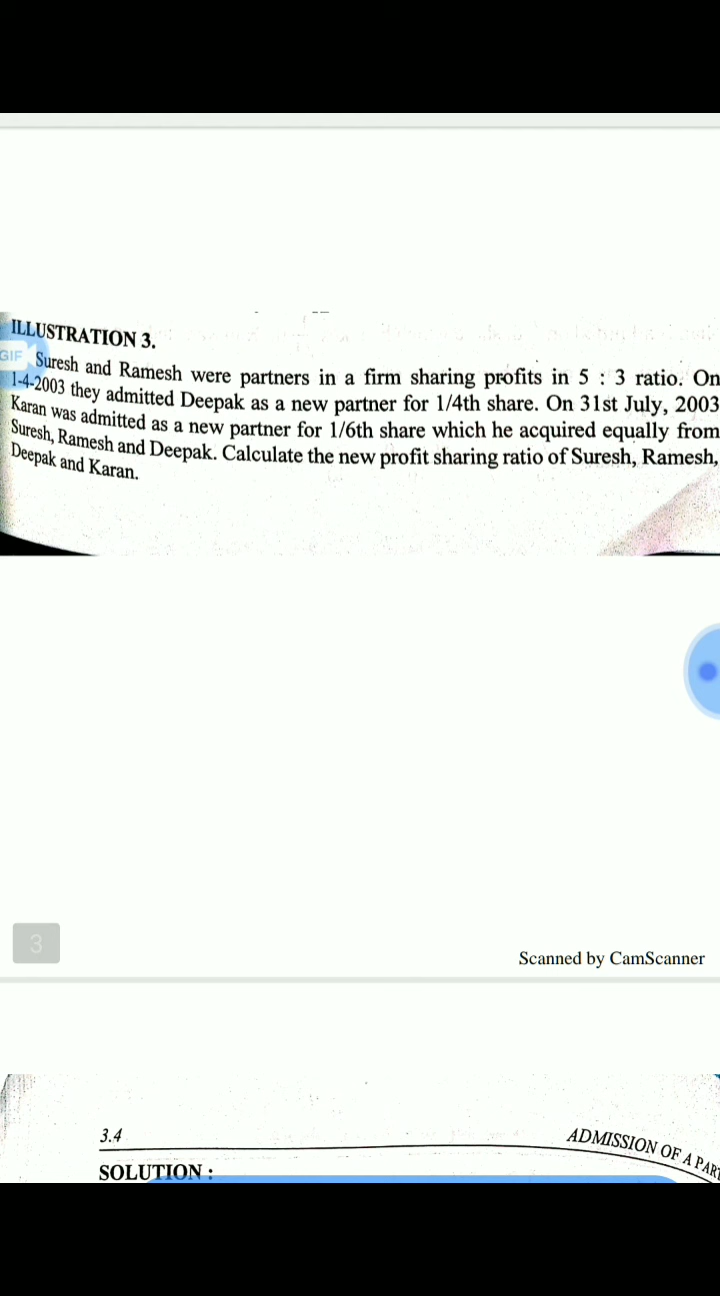 ILLUSTRATION 3.
GIF Suresh and Ramesh were partners in a firm sharing profits in 5 : 3 ratio. On
1-4-2003 they admitted Deepak as a new partner for 1/4th share. On 31st July, 2003
Karan was admitted as a new partner for 1/6th share which he acquired equally from
Suresh, Ramesh and Deepak. Calculate the new profit sharing ratio of Suresh, Ramesh,
Deepak and Karan.
3
Scanned by CamScanner
3.4
ADMISSION OF A PART
SOLUTION :